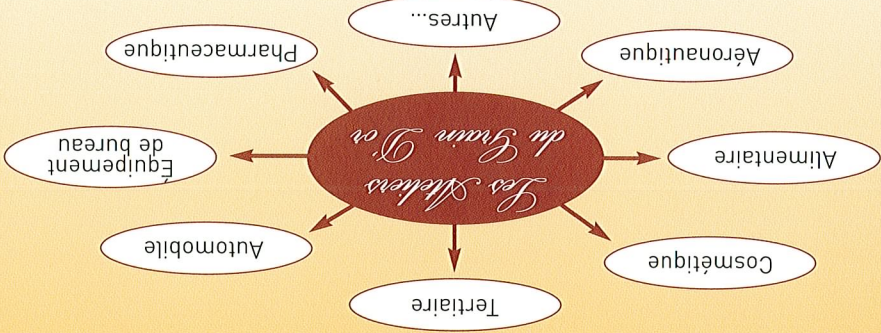 Tertiaire
Cosmétique
Automobile
Alimentaire
Les Ateliers
du Grain D'or
Équipement
de bureau
Aéronautique
Pharmaceutique
Autres...